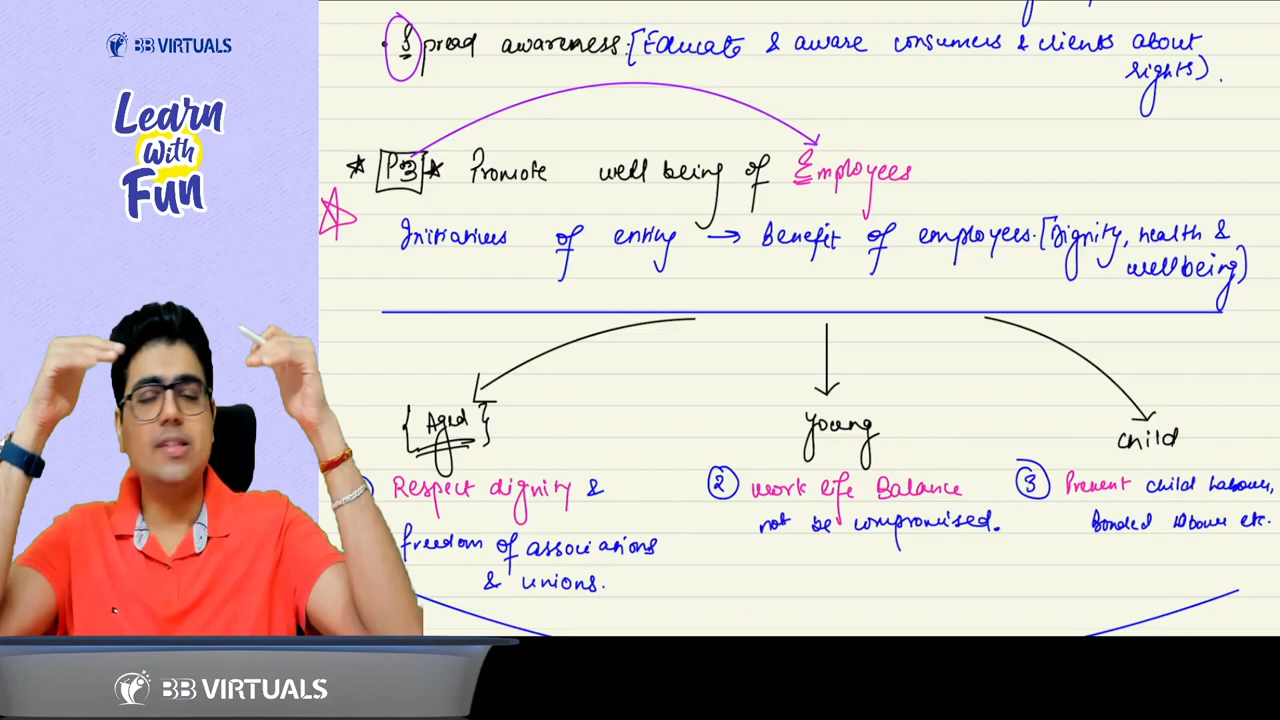 BB VIRTUALS
Learn
With
Fun
. Spread awareness. [Educate & aware consumers & clients about
rights).
* P3 * Promote well being of Employees
Initiatives of entity → Benefit of employees. [Dignity, health &
wellbeing)
{Aged} young child
Respect dignity & ② work life Balance ③ Prevent child Labour,
freedom of associations not be compromised. Bonded labour etc.
& unions.
BB VIRTUALS